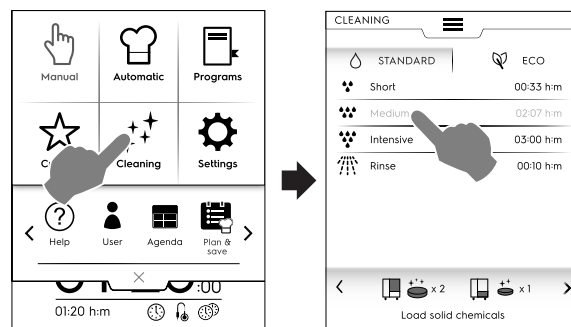 Manual
Automatic
Programs
Cleaning
Settings
Help
User
Agenda
Plan &
save
:00
01:20 h:m
CLEANING
STANDARD
ECO
Short 00:33 h:m
Medium 02:07 h:m
Intensive 03:00 h:m
Rinse 00:10 h:m
x 2
x 1
Load solid chemicals